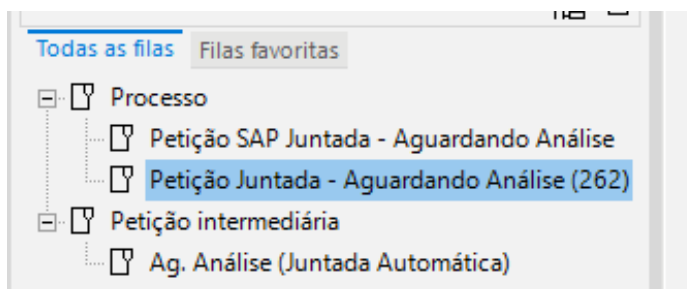 Todas as filas Filas favoritas
Processo
Petição SAP Juntada - Aguardando Análise
Petição Juntada - Aguardando Análise (262)
Petição intermediária
Ag. Análise (Juntada Automática)